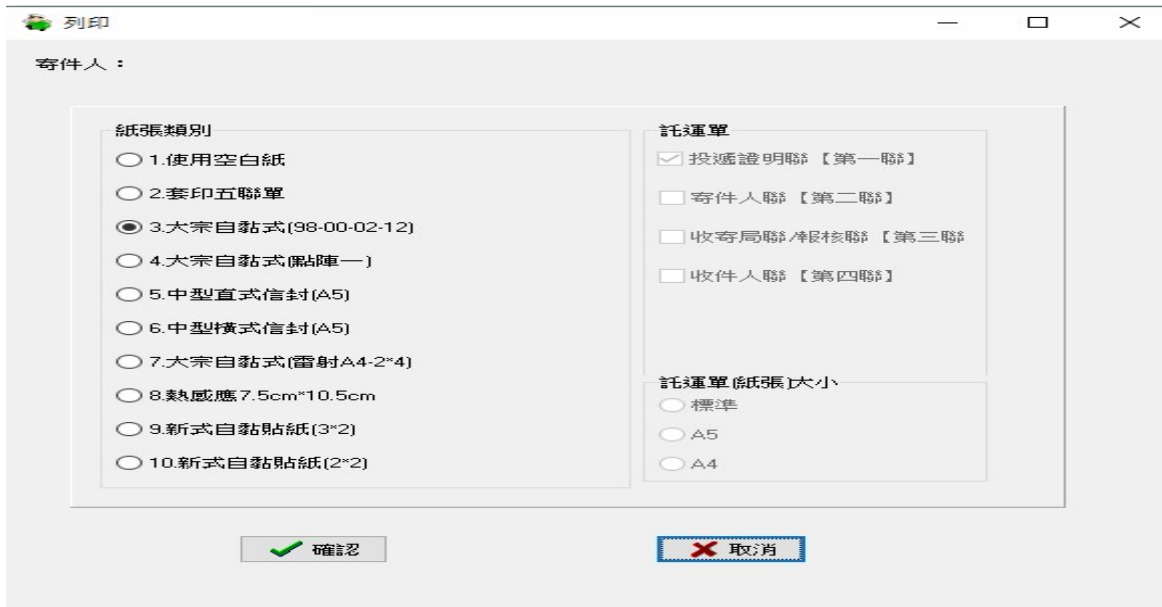 列印
寄件人：
紙張類別
1.使用空白紙
2.套印五聯單
3.大宗自黏式(98-00-02-12)
4.大宗自黏式(點陣一)
5.中型直式信封(A5)
6.中型橫式信封(A5)
7.大宗自黏式(雷射A4-2*4)
8.熱感應7.5cm*10.5cm
9.新式自黏貼紙(3*2)
10.新式自黏貼紙(2*2)
託運單
投遞證明聯【第一聯】
寄件人聯【第二聯】
收寄局聯/報核聯【第三聯
收件人聯【第四聯】
託運單(紙張)大小
標準
A5
A4
確認
取消